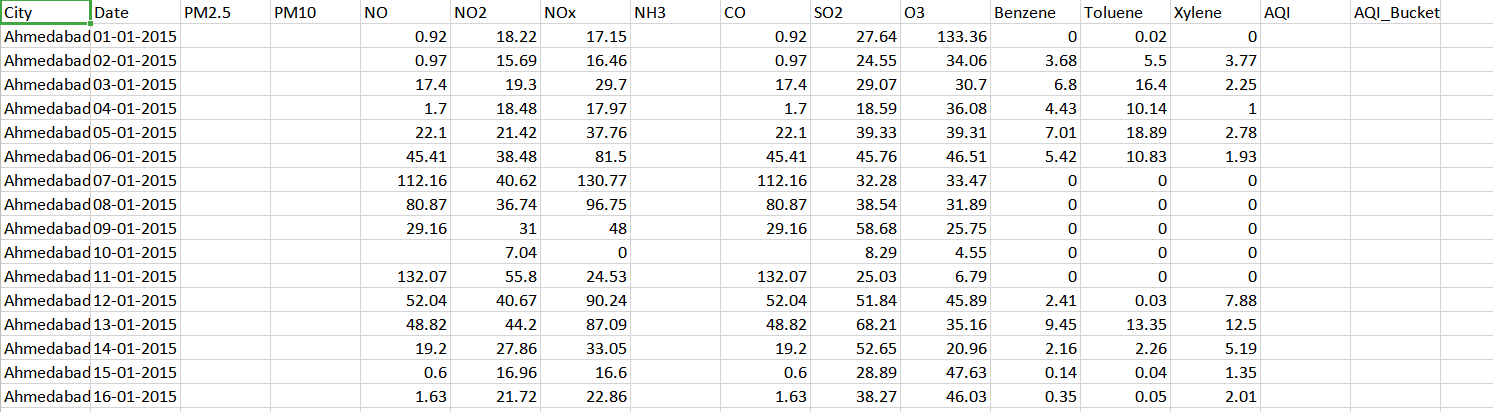 City Date PM2.5 PM10 NO NO2 NOx NH3 CO SO2 O3 Benzene Toluene Xylene AQI AQI_Bucket
Ahmedabad 01-01-2015 0.92 18.22 17.15 0.92 27.64 133.36 0 0.02 0
Ahmedabad 02-01-2015 0.97 15.69 16.46 0.97 24.55 34.06 3.68 5.5 3.77
Ahmedabad 03-01-2015 17.4 19.3 29.7 17.4 29.07 30.7 6.8 16.4 2.25
Ahmedabad 04-01-2015 1.7 18.48 17.97 1.7 18.59 36.08 4.43 10.14 1
Ahmedabad 05-01-2015 22.1 21.42 37.76 22.1 39.33 39.31 7.01 18.89 2.78
Ahmedabad 06-01-2015 45.41 38.48 81.5 45.41 45.76 46.51 5.42 10.83 1.93
Ahmedabad 07-01-2015 112.16 40.62 130.77 112.16 32.28 33.47 0 0 0
Ahmedabad 08-01-2015 80.87 36.74 96.75 80.87 38.54 31.89 0 0 0
Ahmedabad 09-01-2015 29.16 31 48 29.16 58.68 25.75 0 0 0
Ahmedabad 10-01-2015 7.04 0 8.29 4.55 0 0 0
Ahmedabad 11-01-2015 132.07 55.8 24.53 132.07 25.03 6.79 0 0 0
Ahmedabad 12-01-2015 52.04 40.67 90.24 52.04 51.84 45.89 2.41 0.03 7.88
Ahmedabad 13-01-2015 48.82 44.2 87.09 48.82 68.21 35.16 9.45 13.35 12.5
Ahmedabad 14-01-2015 19.2 27.86 33.05 19.2 52.65 20.96 2.16 2.26 5.19
Ahmedabad 15-01-2015 0.6 16.96 16.6 0.6 28.89 47.63 0.14 0.04 1.35
Ahmedabad 16-01-2015 1.63 21.72 22.86 1.63 38.27 46.03 0.35 0.05 2.01